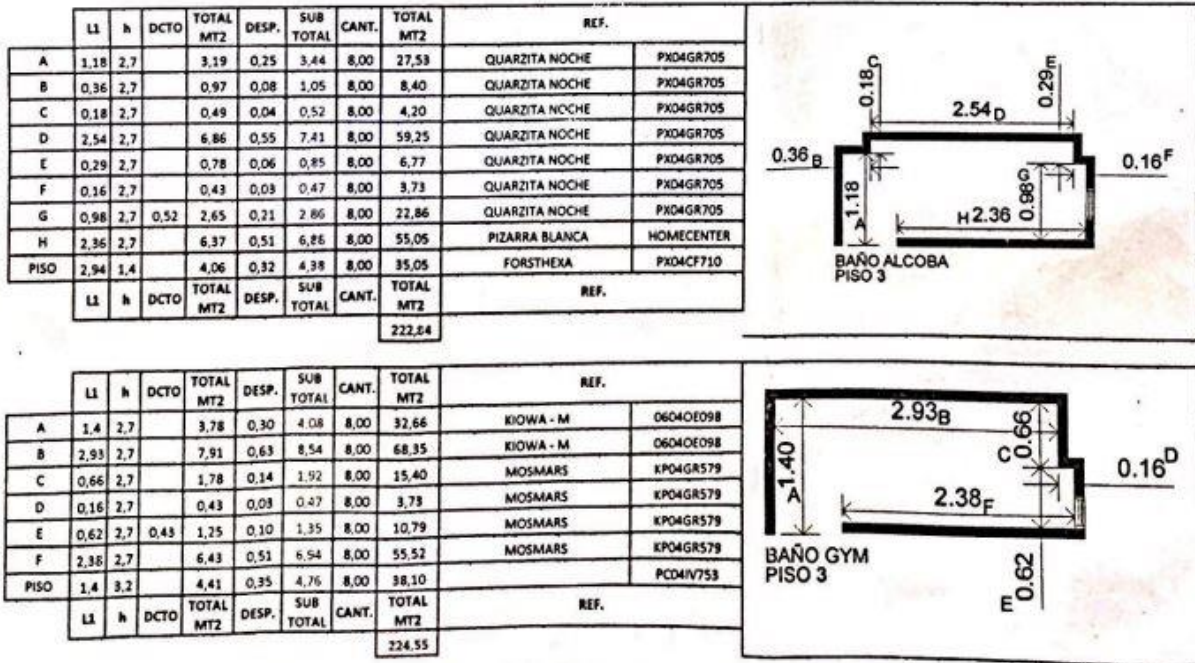 L1 h DCTO TOTAL MT2 DESP. SUB TOTAL CANT. TOTAL MT2 REF.
A 1,18 2,7 3,19 0,25 3,44 8,00 27,53 QUARZITA NOCHE PX04GR705
B 0,36 2,7 0,97 0,08 1,05 8,00 8,40 QUARZITA NOCHE PX04GR705
C 0,18 2,7 0,49 0,04 0,52 8,00 4,20 QUARZITA NOCHE PX04GR705
D 2,54 2,7 6,86 0,55 7,41 8,00 59,25 QUARZITA NOCHE PX04GR705
E 0,29 2,7 0,78 0,06 0,85 8,00 6,77 QUARZITA NOCHE PX04GR705
F 0,16 2,7 0,43 0,03 0,47 8,00 3,73 QUARZITA NOCHE PX04GR705
G 0,98 2,7 0,52 2,65 0,21 2,86 8,00 22,86 QUARZITA NOCHE PX04GR705
H 2,36 2,7 6,37 0,51 6,86 8,00 55,05 PIZARRA BLANCA HOMECENTER
PISO 2,94 1,4 4,06 0,32 4,38 8,00 35,05 FORSTHEXA PX04CF710
L1 h DCTO TOTAL MT2 DESP. SUB TOTAL CANT. TOTAL MT2 REF.
222,84
0.18 C
0.29 E
2.54 D
0.36 B
0.16 F
1.18 A
0.98 G
H 2.36
BAÑO ALCOBA
PISO 3
L1 h DCTO TOTAL MT2 DESP. SUB TOTAL CANT. TOTAL MT2 REF.
A 1,4 2,7 3,78 0,30 4,08 8,00 32,66 KIOWA - M 0604OE098
B 2,93 2,7 7,91 0,63 8,54 8,00 68,35 KIOWA - M 0604OE098
C 0,66 2,7 1,78 0,14 1,92 8,00 15,40 MOSMARS KP04GR579
D 0,16 2,7 0,43 0,03 0,47 8,00 3,73 MOSMARS KP04GR579
E 0,62 2,7 0,43 1,25 0,10 1,35 8,00 10,79 MOSMARS KP04GR579
F 2,38 2,7 6,43 0,51 6,94 8,00 55,52 MOSMARS KP04GR579
PISO 1,4 3,2 4,41 0,35 4,76 8,00 38,10 PC04IV753
L1 h DCTO TOTAL MT2 DESP. SUB TOTAL CANT. TOTAL MT2 REF.
224,55
2.93 B
C 0.66
1.40 A
0.16 D
2.38 F
BAÑO GYM
PISO 3
E 0.62